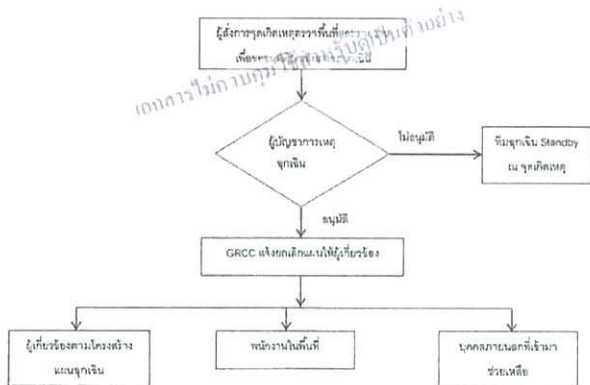 ผู้สั่งการจุดเกิดเหตุตรวจพื้นที่
เอกสารไม่ควบคุม ใช้สำหรับดูเป็นตัวอย่าง
ผู้บัญชาการเหตุ
ฉุกเฉิน
ไม่อนุมัติ
ทีมฉุกเฉิน Standby
ณ จุดเกิดเหตุ
อนุมัติ
GRCC แจ้งยกเลิกแผนให้ผู้เกี่ยวข้อง
ผู้เกี่ยวข้องตามโครงสร้าง
แผนฉุกเฉิน
พนักงานในพื้นที่
บุคคลภายนอกที่เข้ามา
ช่วยเหลือ